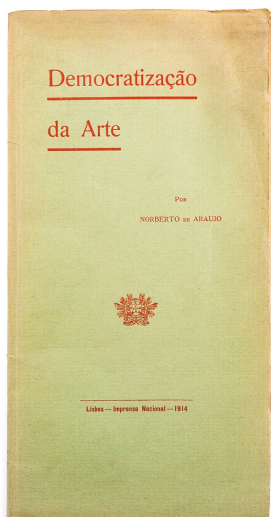 Democratização
da Arte
Por
NORBERTO DE ARAUJO
Lisboa — Imprensa Nacional — 1914